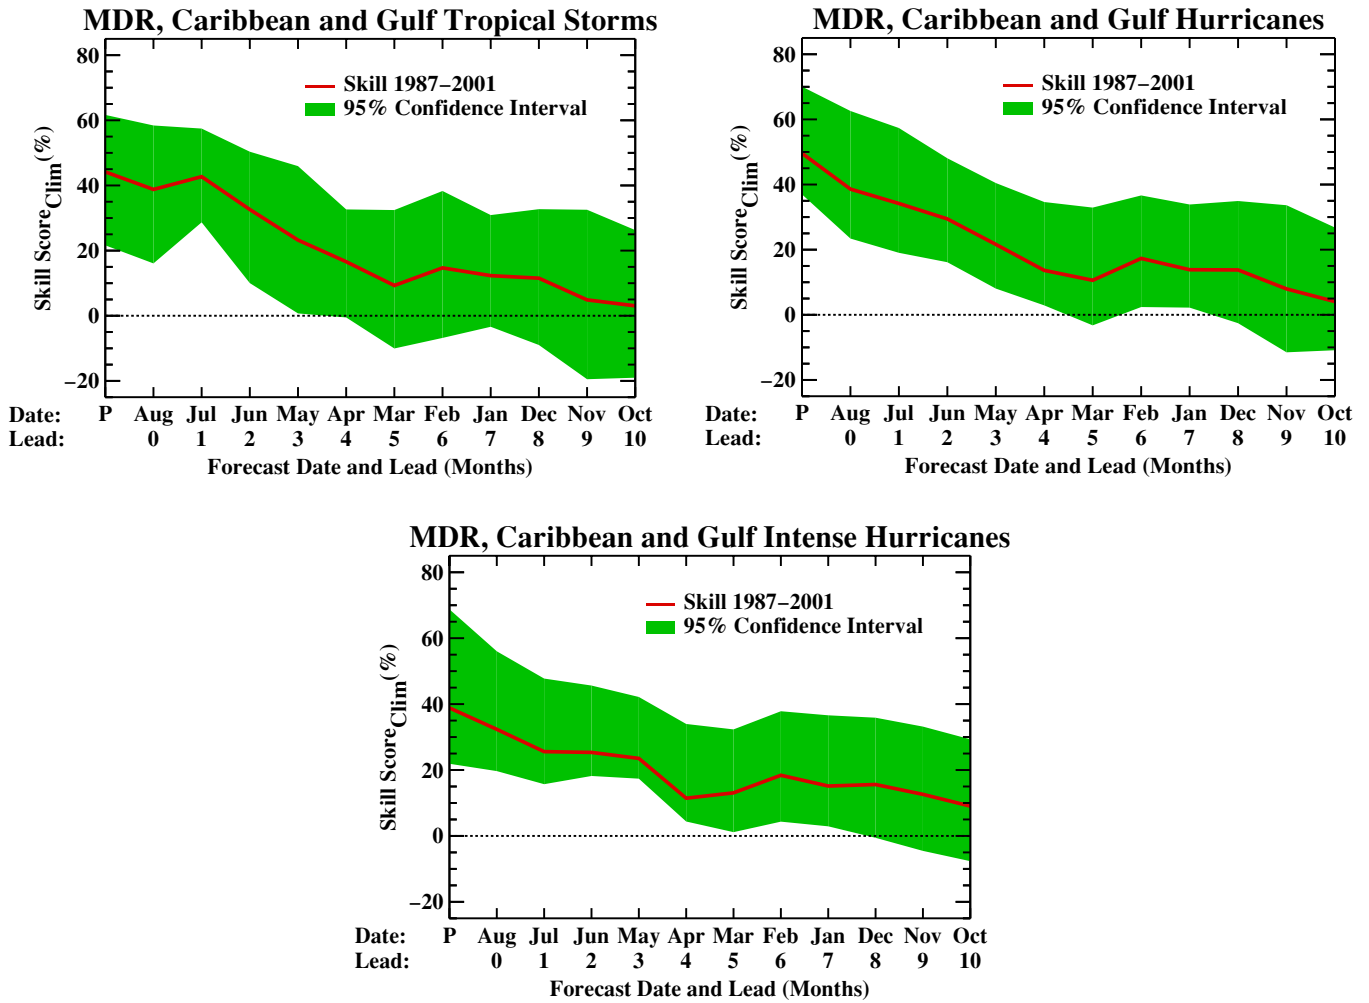 MDR, Caribbean and Gulf Tropical Storms
80
60
40
20
0
−20
Skill Score Clim (%)
Skill 1987−2001
95% Confidence Interval
Date: P Aug Jul Jun May Apr Mar Feb Jan Dec Nov Oct
Lead: 0 1 2 3 4 5 6 7 8 9 10
Forecast Date and Lead (Months)
MDR, Caribbean and Gulf Hurricanes
80
60
40
20
0
−20
Skill Score Clim (%)
Skill 1987−2001
95% Confidence Interval
Date: P Aug Jul Jun May Apr Mar Feb Jan Dec Nov Oct
Lead: 0 1 2 3 4 5 6 7 8 9 10
Forecast Date and Lead (Months)
MDR, Caribbean and Gulf Intense Hurricanes
80
60
40
20
0
−20
Skill Score Clim (%)
Skill 1987−2001
95% Confidence Interval
Date: P Aug Jul Jun May Apr Mar Feb Jan Dec Nov Oct
Lead: 0 1 2 3 4 5 6 7 8 9 10
Forecast Date and Lead (Months)